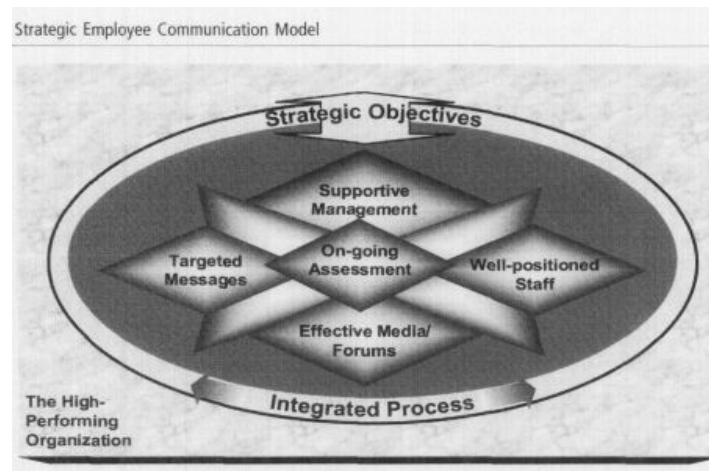 Strategic Employee Communication Model
Strategic Objectives
Supportive
Management
Targeted
Messages
On-going
Assessment
Well-positioned
Staff
Effective Media/
Forums
Integrated Process
The High-
Performing
Organization